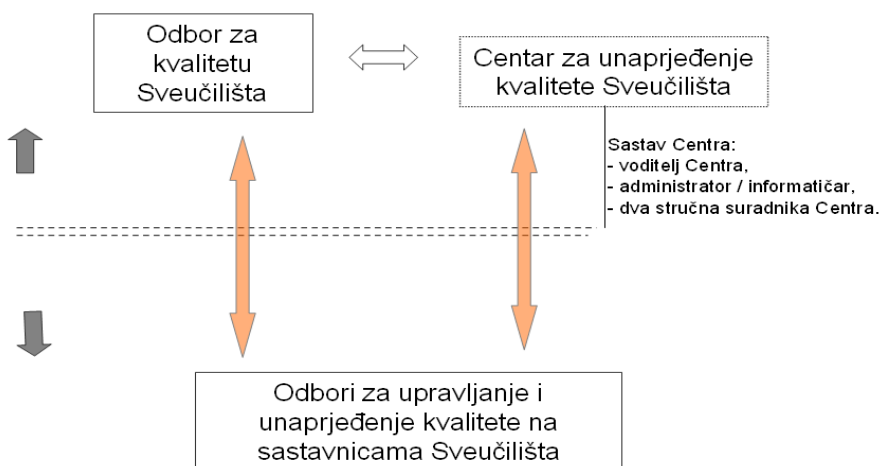 Odbor za
kvalitetu
Sveučilišta
Centar za unaprjeđenje
kvalitete Sveučilišta
Sastav Centra:
- voditelj Centra,
- administrator / informatičar,
- dva stručna suradnika Centra.
Odbori za upravljanje i
unaprjeđenje kvalitete na
sastavnicama Sveučilišta